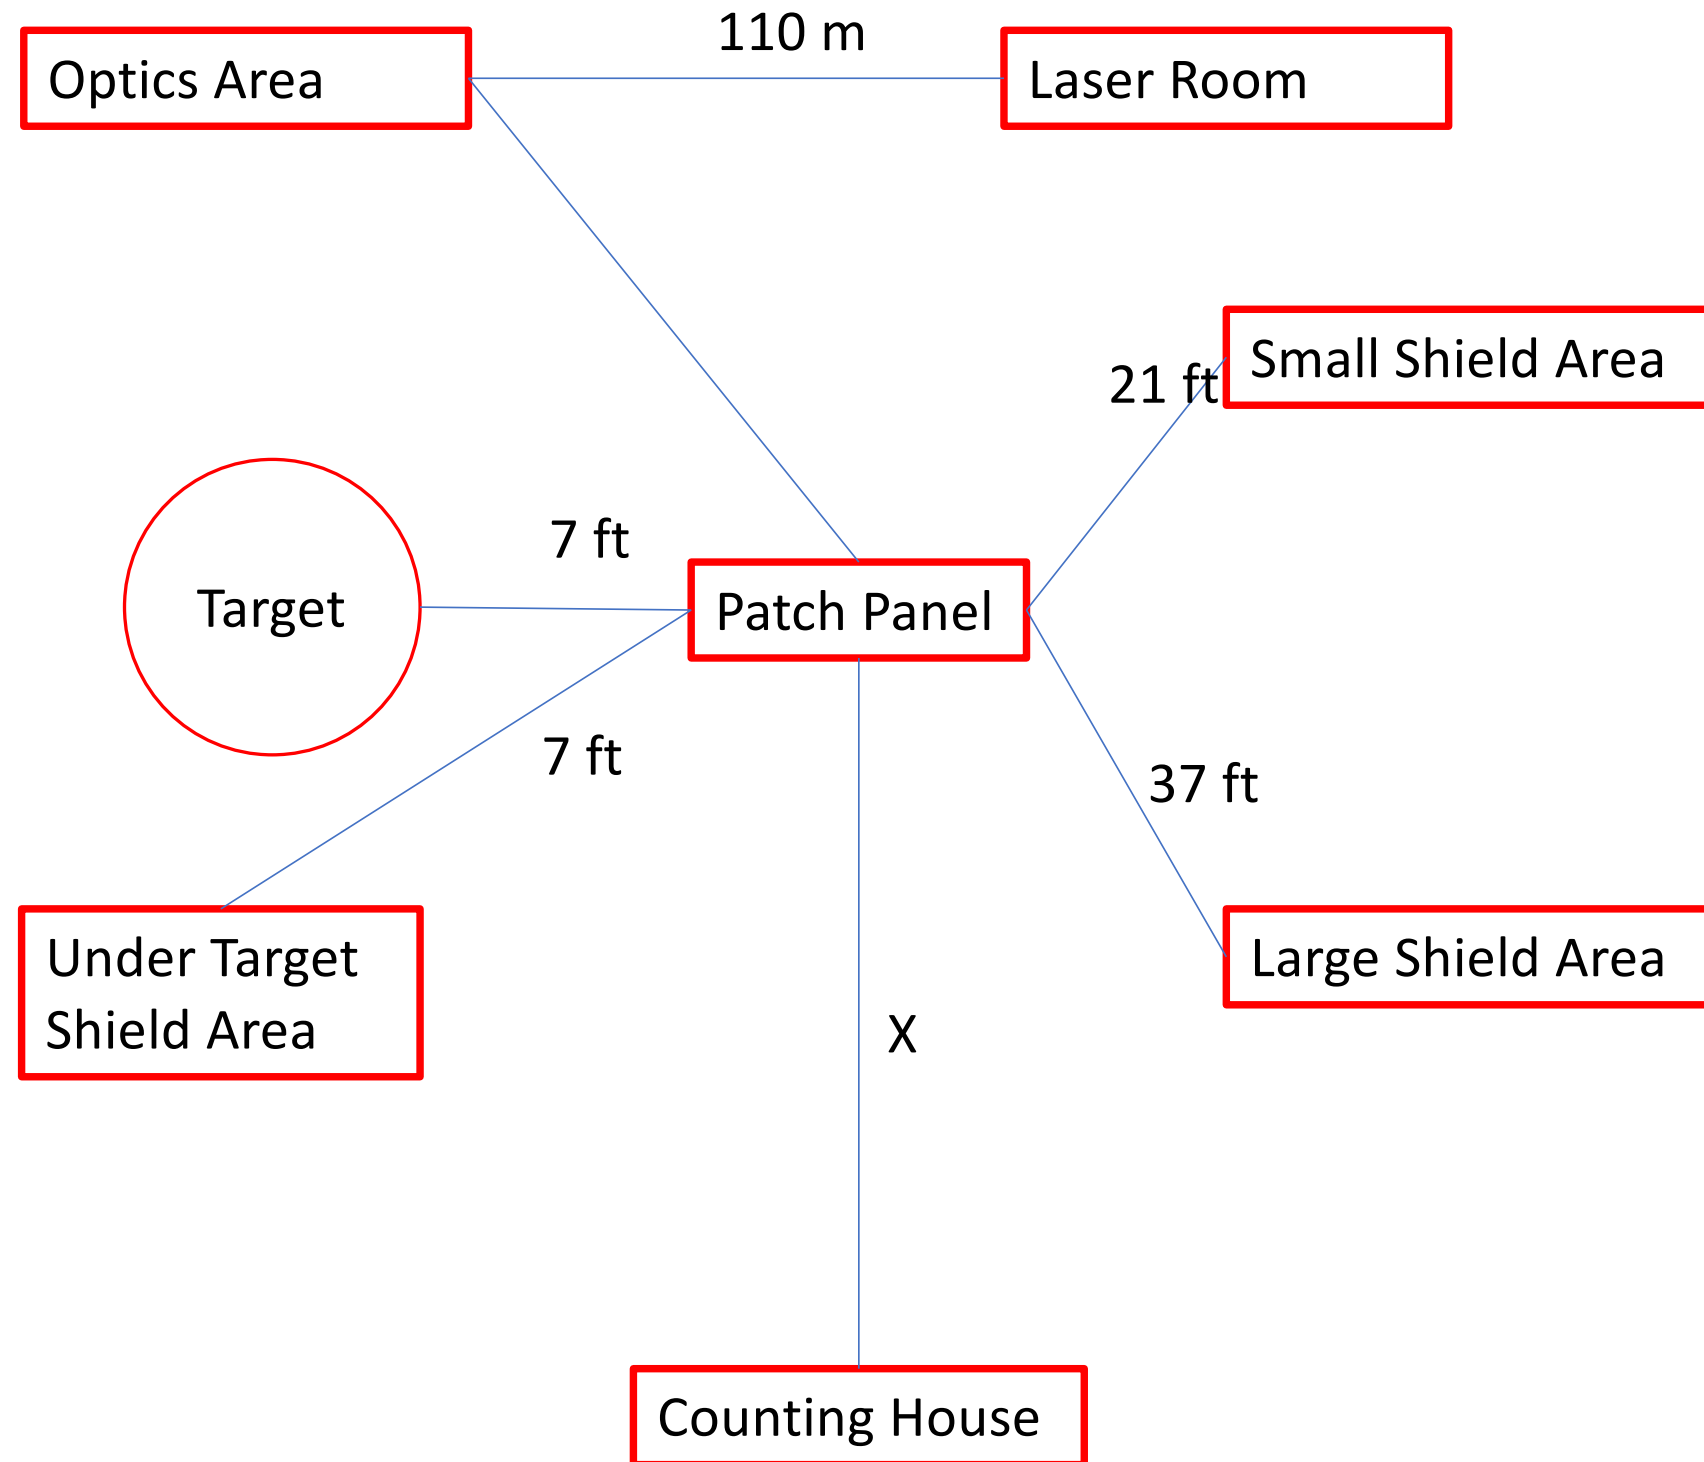 110 m
Optics Area
Laser Room
Small Shield Area
21 ft
7 ft
Target
Patch Panel
7 ft
37 ft
Under Target
Shield Area
Large Shield Area
X
Counting House